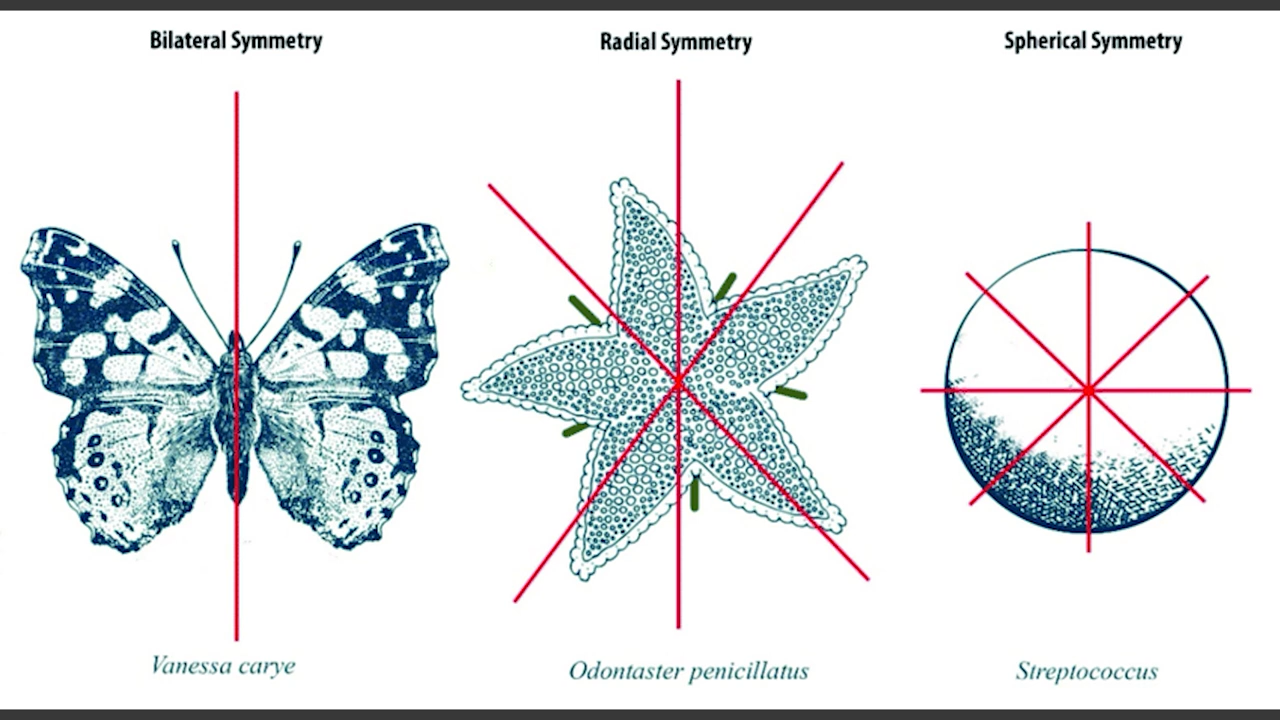 Bilateral Symmetry
Radial Symmetry
Spherical Symmetry
Vanessa carye
Odontaster penicillatus
Streptococcus